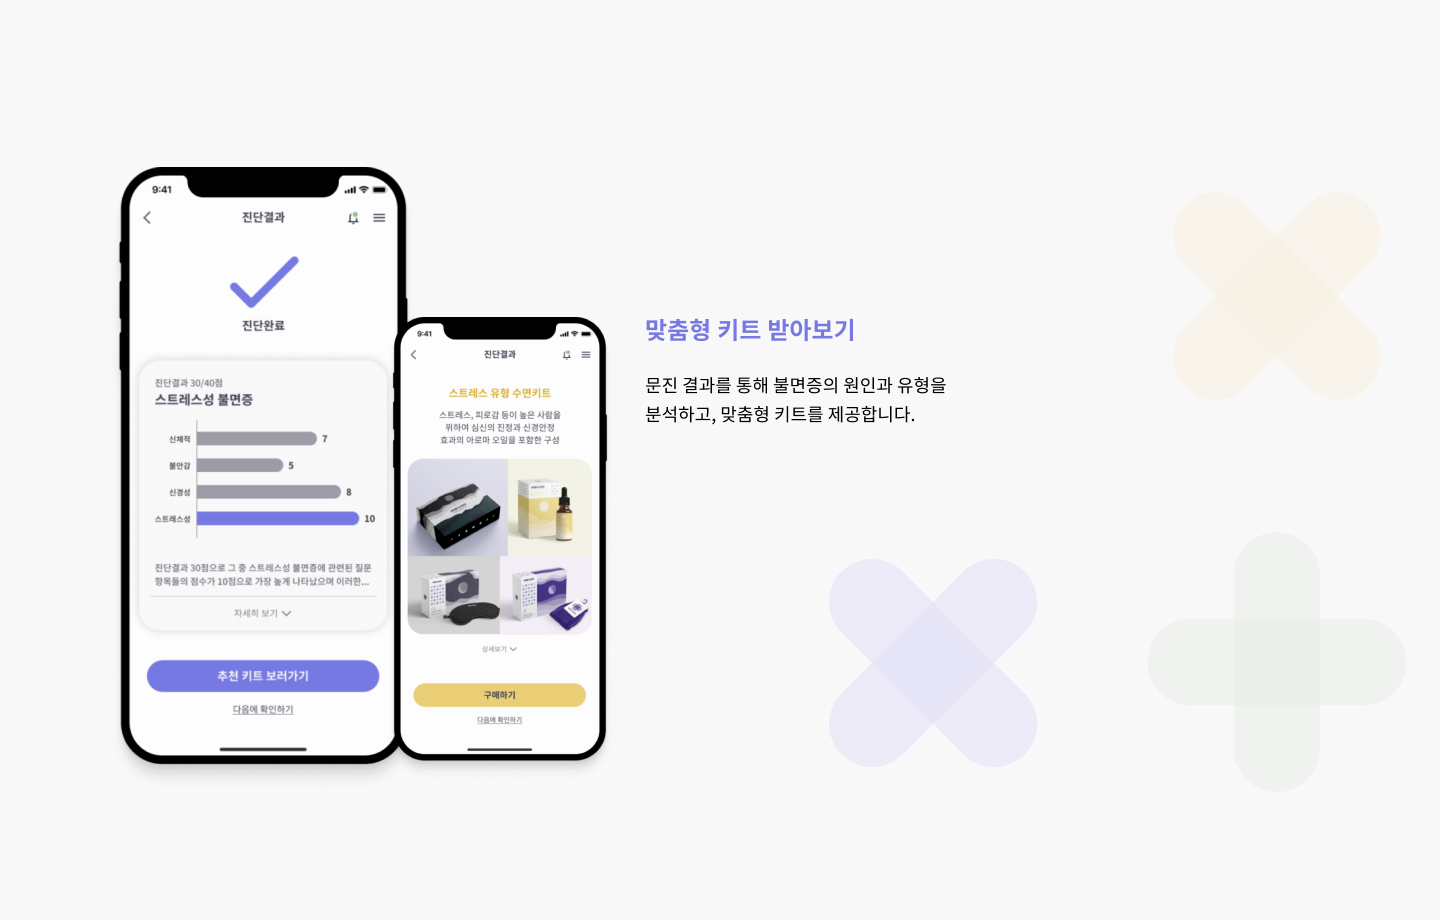 9:41
진단결과
진단완료
진단결과 30/40점
스트레스성 불면증
신체적 7
불안감 5
신경성 8
스트레스성 10
진단결과 30점으로 그 중 스트레스성 불면증에 관련된 질문
항목들의 점수가 10점으로 가장 높게 나타났으며 이러한...
자세히 보기
추천 키트 보러가기
다음에 확인하기
9:41
진단결과
스트레스 유형 수면키트
스트레스, 피로감 등이 높은 사람을
위하여 심신의 진정과 신경안정
효과의 아로마 오일을 포함한 구성
상세보기
구매하기
다음에 확인하기
맞춤형 키트 받아보기
문진 결과를 통해 불면증의 원인과 유형을
분석하고, 맞춤형 키트를 제공합니다.